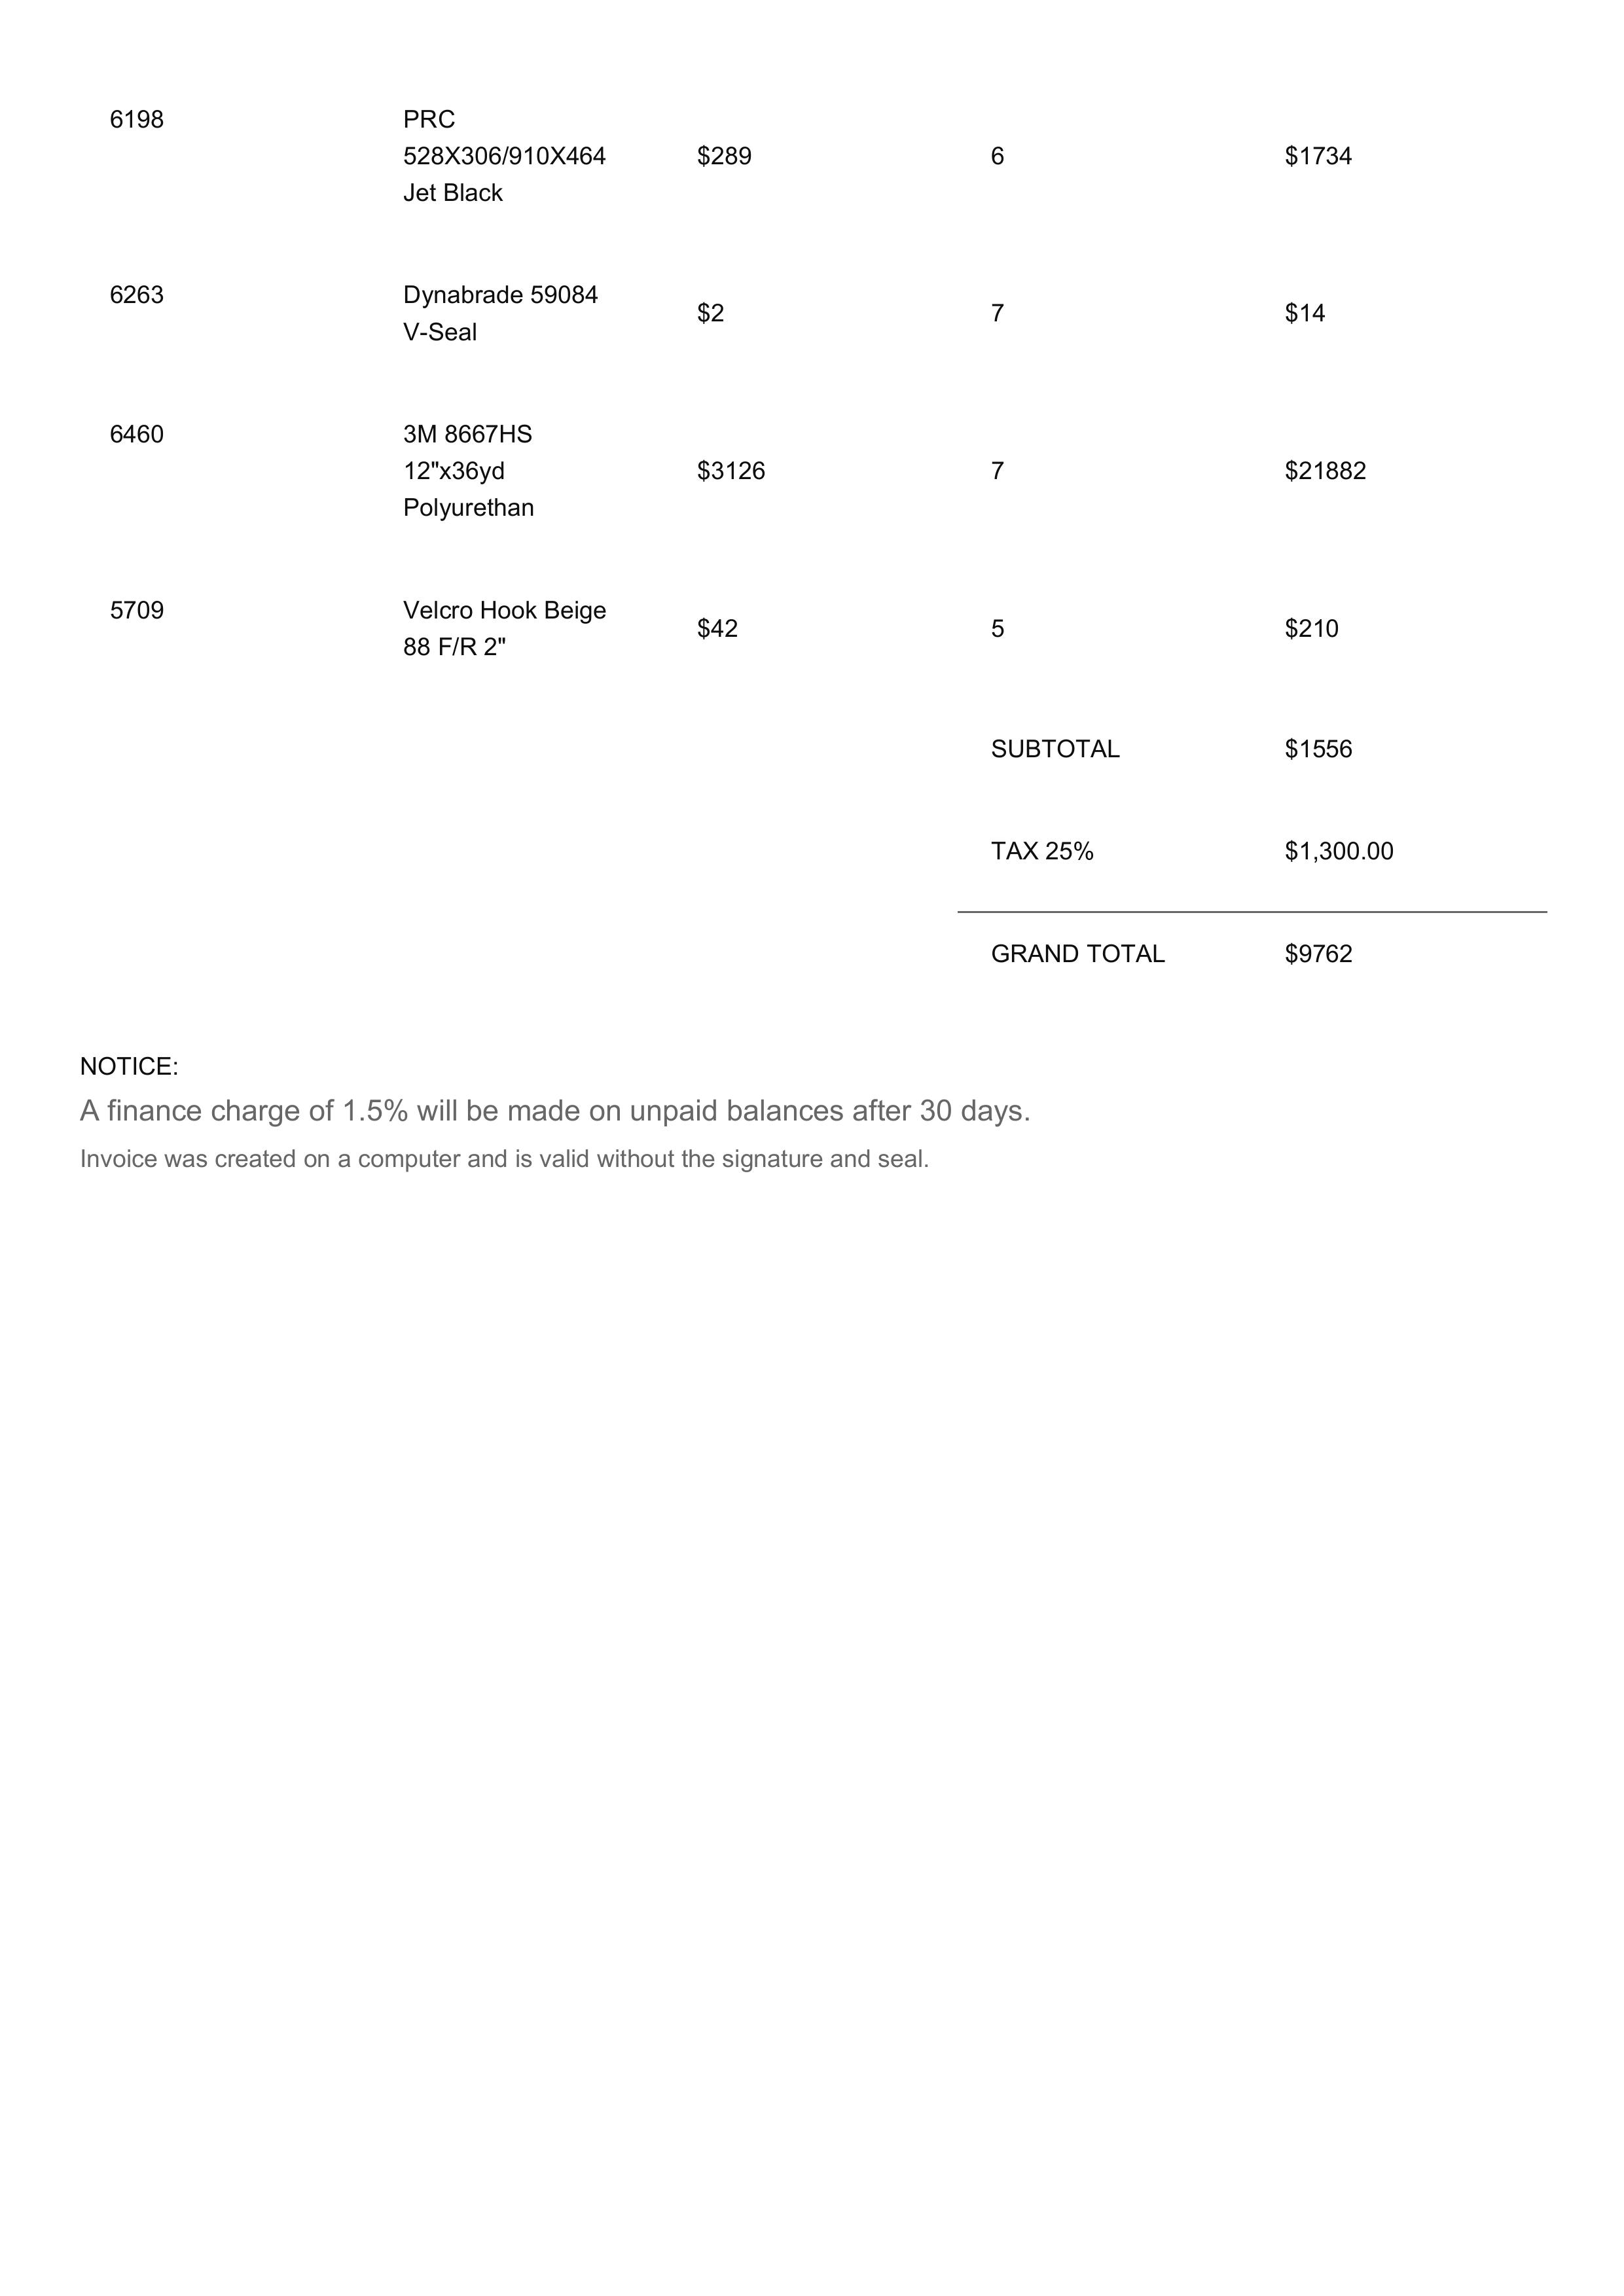 6198
PRC
528X306/910X464
Jet Black
$289
6
$1734
6263
Dynabrade 59084
V-Seal
$2
7
$14
6460
3M 8667HS
12"x36yd
Polyurethan
$3126
7
$21882
5709
Velcro Hook Beige
88 F/R 2"
$42
5
$210
SUBTOTAL $1556
TAX 25% $1,300.00
GRAND TOTAL $9762
NOTICE:
A finance charge of 1.5% will be made on unpaid balances after 30 days.
Invoice was created on a computer and is valid without the signature and seal.